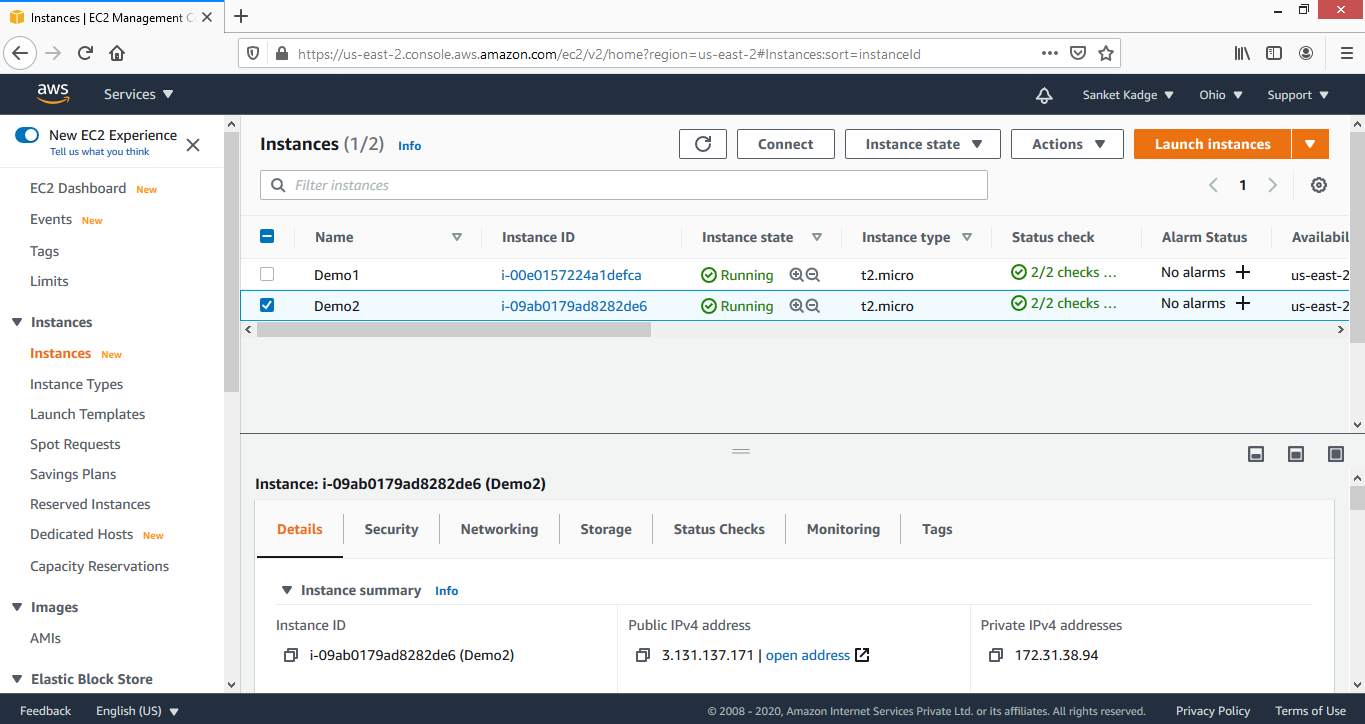 Instances | EC2 Management C
https://us-east-2.console.aws.amazon.com/ec2/v2/home?region=us-east-2#Instances:sort=instanceId
aws Services Sanket Kadge Ohio Support
New EC2 Experience
Tell us what you think
EC2 Dashboard New
Events New
Tags
Limits
Instances
Instances New
Instance Types
Launch Templates
Spot Requests
Savings Plans
Reserved Instances
Dedicated Hosts New
Capacity Reservations
Images
AMIs
Elastic Block Store
Instances (1/2) Info Connect Instance state Actions Launch instances
Filter instances 1
Name Instance ID Instance state Instance type Status check Alarm Status Availabil
Demo1 i-00e0157224a1defca Running t2.micro 2/2 checks ... No alarms us-east-2
Demo2 i-09ab0179ad8282de6 Running t2.micro 2/2 checks ... No alarms us-east-2
Instance: i-09ab0179ad8282de6 (Demo2)
Details Security Networking Storage Status Checks Monitoring Tags
Instance summary Info
Instance ID Public IPv4 address Private IPv4 addresses
i-09ab0179ad8282de6 (Demo2) 3.131.137.171 | open address 172.31.38.94
Feedback English (US) © 2008 - 2020, Amazon Internet Services Private Ltd. or its affiliates. All rights reserved. Privacy Policy Terms of Use